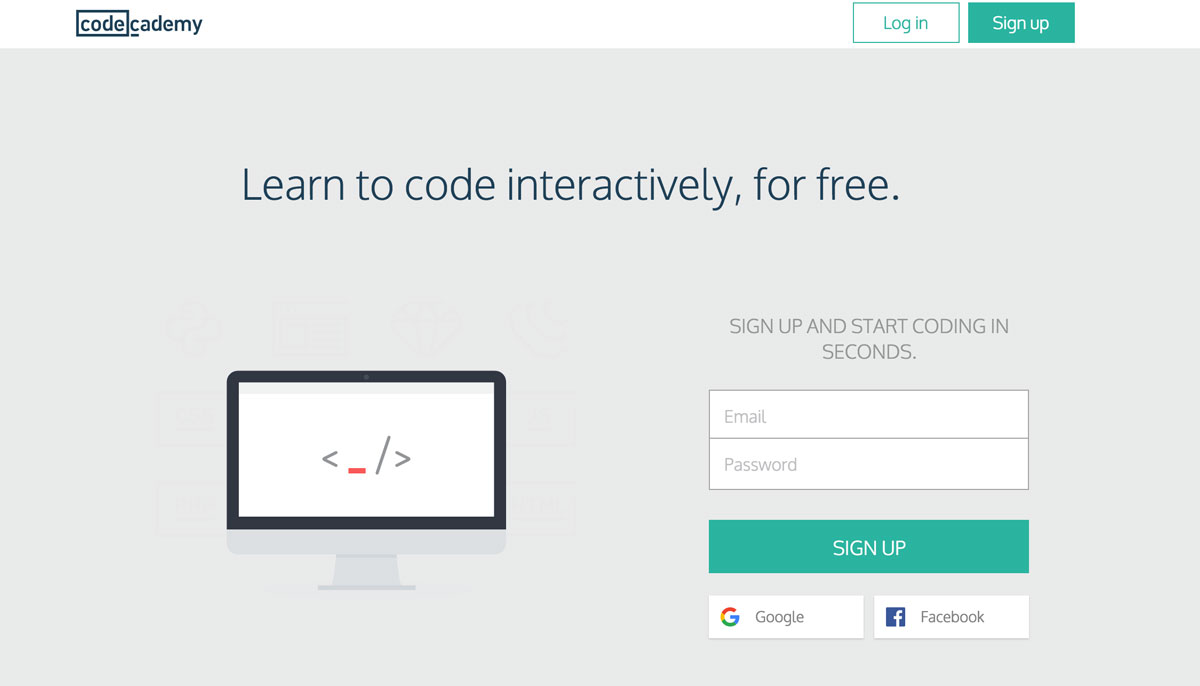 codecademy
Log in
Sign up
Learn to code interactively, for free.
SIGN UP AND START CODING IN
SECONDS.
CSS
JS
< _ />
PHP
HTML
Email
Password
SIGN UP
Google
Facebook